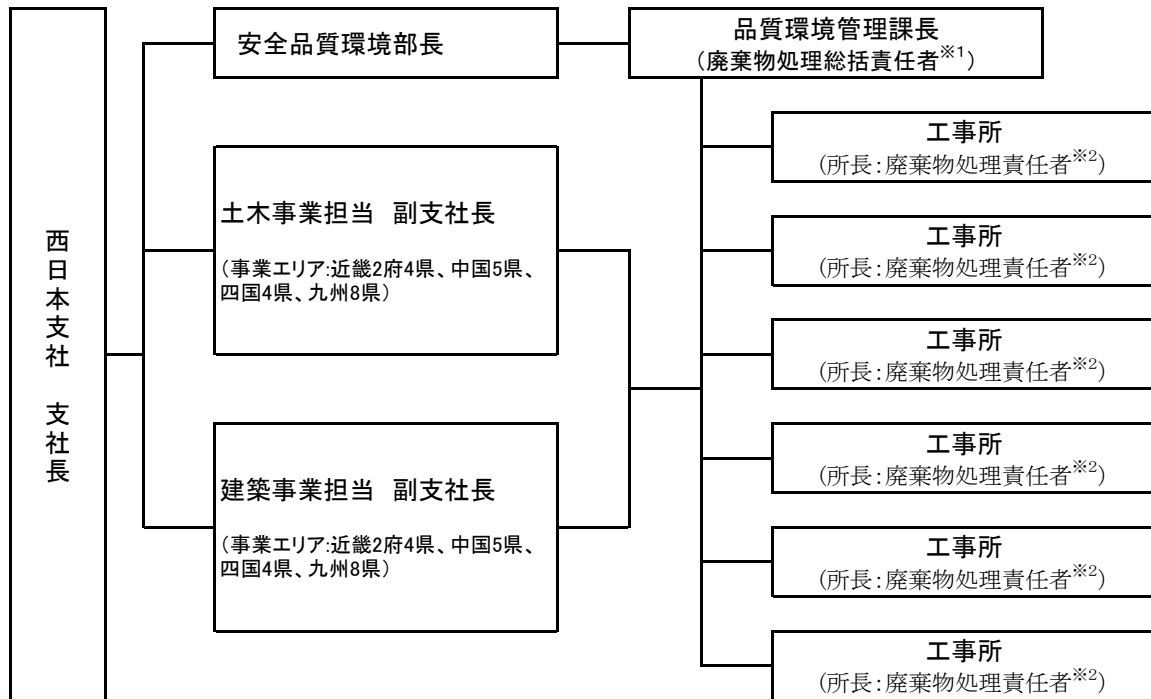 西日本支社　支社長
安全品質環境部長
品質環境管理課長
（廃棄物処理総括責任者※1）
土木事業担当　副支社長
（事業エリア:近畿2府4県、中国5県、
四国4県、九州8県）
建築事業担当　副支社長
（事業エリア:近畿2府4県、中国5県、
四国4県、九州8県）
工事所
（所長：廃棄物処理責任者※2）
工事所
（所長：廃棄物処理責任者※2）
工事所
（所長：廃棄物処理責任者※2）
工事所
（所長：廃棄物処理責任者※2）
工事所
（所長：廃棄物処理責任者※2）
工事所
（所長：廃棄物処理責任者※2）